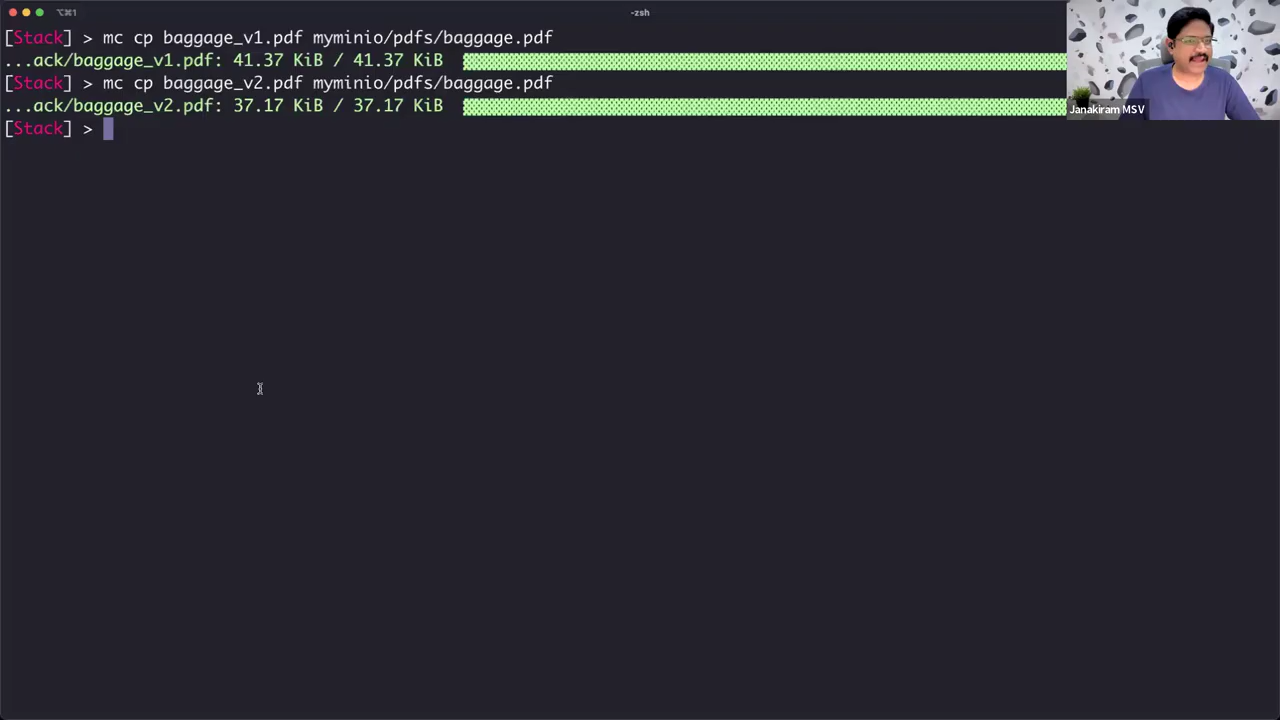 ⌥⌘1
-zsh
[Stack] > mc cp baggage_v1.pdf myminio/pdfs/baggage.pdf
...ack/baggage_v1.pdf: 41.37 KiB / 41.37 KiB
[Stack] > mc cp baggage_v2.pdf myminio/pdfs/baggage.pdf
...ack/baggage_v2.pdf: 37.17 KiB / 37.17 KiB
[Stack] >
Janakiram MSV